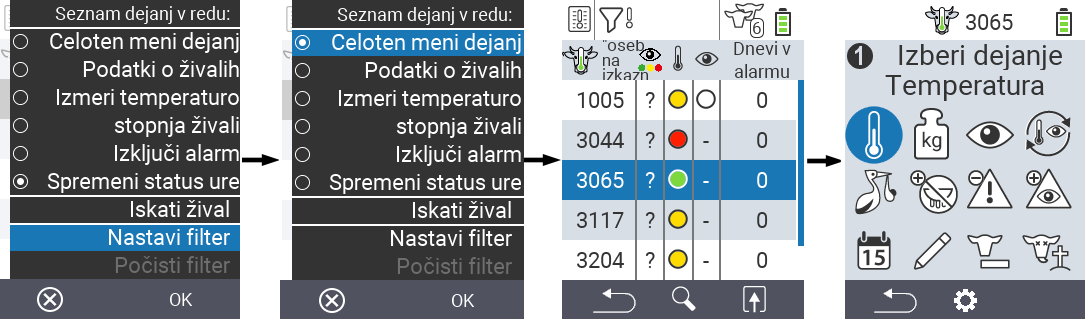 Seznam dejanj v redu:
Celoten meni dejanj
Podatki o živalih
Izmeri temperaturo
stopnja živali
Izključi alarm
Spremeni status ure
Iskati žival
Nastavi filter
Počisti filter
OK
Seznam dejanj v redu:
Celoten meni dejanj
Podatki o živalih
Izmeri temperaturo
stopnja živali
Izključi alarm
Spremeni status ure
Iskati žival
Nastavi filter
Počisti filter
OK
6
"oseb
na
izkazn
Dnevi v
alarmu
1005 ? 0
3044 ? - 0
3065 ? - 0
3117 ? - 0
3204 ? - 0
3065
1 Izberi dejanje
Temperatura
kg
15